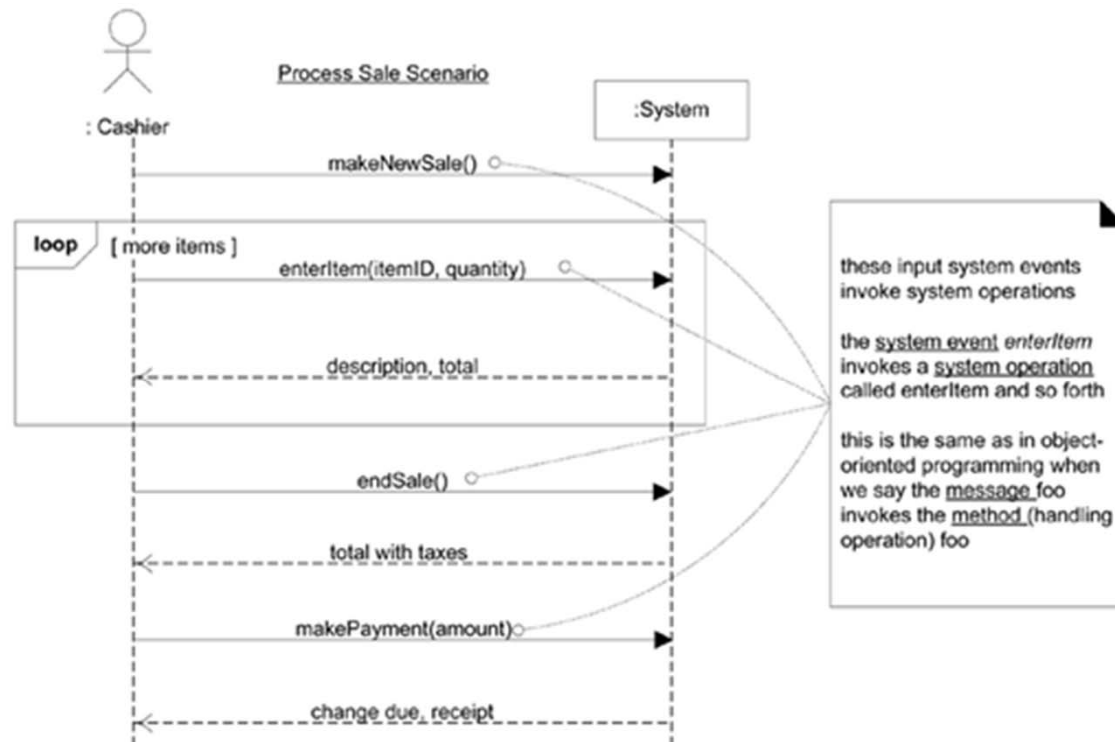 Process Sale Scenario
:System
: Cashier
makeNewSale()
loop
[ more items ]
enterItem(itemID, quantity)
description, total
endSale()
total with taxes
makePayment(amount)
change due, receipt
these input system events
invoke system operations
the system event enterItem
invokes a system operation
called enterItem and so forth
this is the same as in object-
oriented programming when
we say the message foo
invokes the method (handling
operation) foo